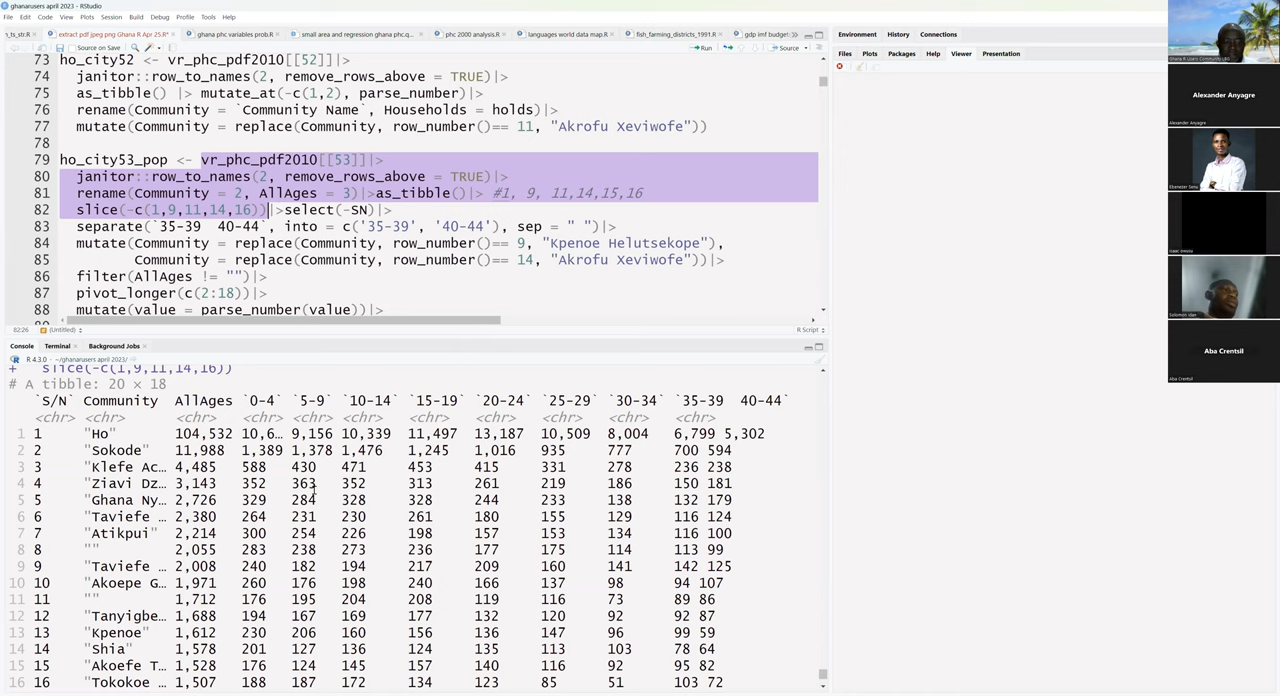 ghanarusers april 2023/ - RStudio
File Edit Code View Plots Session Build Debug Profile Tools Help
n_ts_str.R extract pdf jpeg png Ghana R Apr 25.R* ghana phc variables prob.R small area and regression ghana phc.q... phc 2000 analysis.R languages world data map.R fish_farming_districts_1991.R gdp imf budget
Source on Save Run Source
73 ho_city52 <- vr_phc_pdf2010[[52]]|>
74 janitor::row_to_names(2, remove_rows_above = TRUE)|>
75 as_tibble() |> mutate_at(-c(1,2), parse_number)|>
76 rename(Community = `Community Name`, Households = holds)|>
77 mutate(Community = replace(Community, row_number()== 11, "Akrofu Xeviwofe"))
78
79 ho_city53_pop <- vr_phc_pdf2010[[53]]|>
80 janitor::row_to_names(2, remove_rows_above = TRUE)|>
81 rename(Community = 2, AllAges = 3)|>as_tibble()|> #1, 9, 11,14,15,16
82 slice(-c(1,9,11,14,16))|>select(-SN)|>
83 separate(`35-39  40-44`, into = c('35-39', '40-44'), sep = " ")|>
84 mutate(Community = replace(Community, row_number()== 9, "Kpenoe Helutsekope"),
85 Community = replace(Community, row_number()== 14, "Akrofu Xeviwofe"))|>
86 filter(AllAges != "")|>
87 pivot_longer(c(2:18))|>
88 mutate(value = parse_number(value))|>
82:26 (Untitled) R Script
Console Terminal Background Jobs
R 4.3.0 · ~/ghanarusers april 2023/
+ slice(-c(1,9,11,14,16))
# A tibble: 20 × 18
`S/N` Community AllAges `0-4` `5-9` `10-14` `15-19` `20-24` `25-29` `30-34` `35-39  40-44`
<chr> <chr> <chr> <chr> <chr> <chr> <chr> <chr> <chr> <chr> <chr>
1 1 "Ho" 104,532 10,6… 9,156 10,339 11,497 13,187 10,509 8,004 6,799 5,302
2 2 "Sokode" 11,988 1,389 1,378 1,476 1,245 1,016 935 777 700 594
3 3 "Klefe Ac… 4,485 588 430 471 453 415 331 278 236 238
4 4 "Ziavi Dz… 3,143 352 363 352 313 261 219 186 150 181
5 5 "Ghana Ny… 2,726 329 284 328 328 244 233 138 132 179
6 6 "Taviefe … 2,380 264 231 230 261 180 155 129 116 124
7 7 "Atikpui" 2,214 300 254 226 198 157 153 134 116 100
8 8 "" 2,055 283 238 273 236 177 175 114 113 99
9 9 "Taviefe … 2,008 240 182 194 217 209 160 141 142 125
10 10 "Akoepe G… 1,971 260 176 198 240 166 137 98 94 107
11 11 "" 1,712 176 195 204 208 119 116 73 89 86
12 12 "Tanyigbe… 1,688 194 167 169 177 132 120 92 92 87
13 13 "Kpenoe" 1,612 230 206 160 156 136 147 96 99 59
14 14 "Shia" 1,578 201 127 136 124 135 113 103 78 64
15 15 "Akoefe T… 1,528 176 124 145 157 140 116 92 95 82
16 16 "Tokokoe … 1,507 188 187 172 134 123 85 51 103 72
Environment History Connections
Files Plots Packages Help Viewer Presentation
Alexander Anyagre
Alexander Anyagre
Aba Crentsil
Aba Crentsil